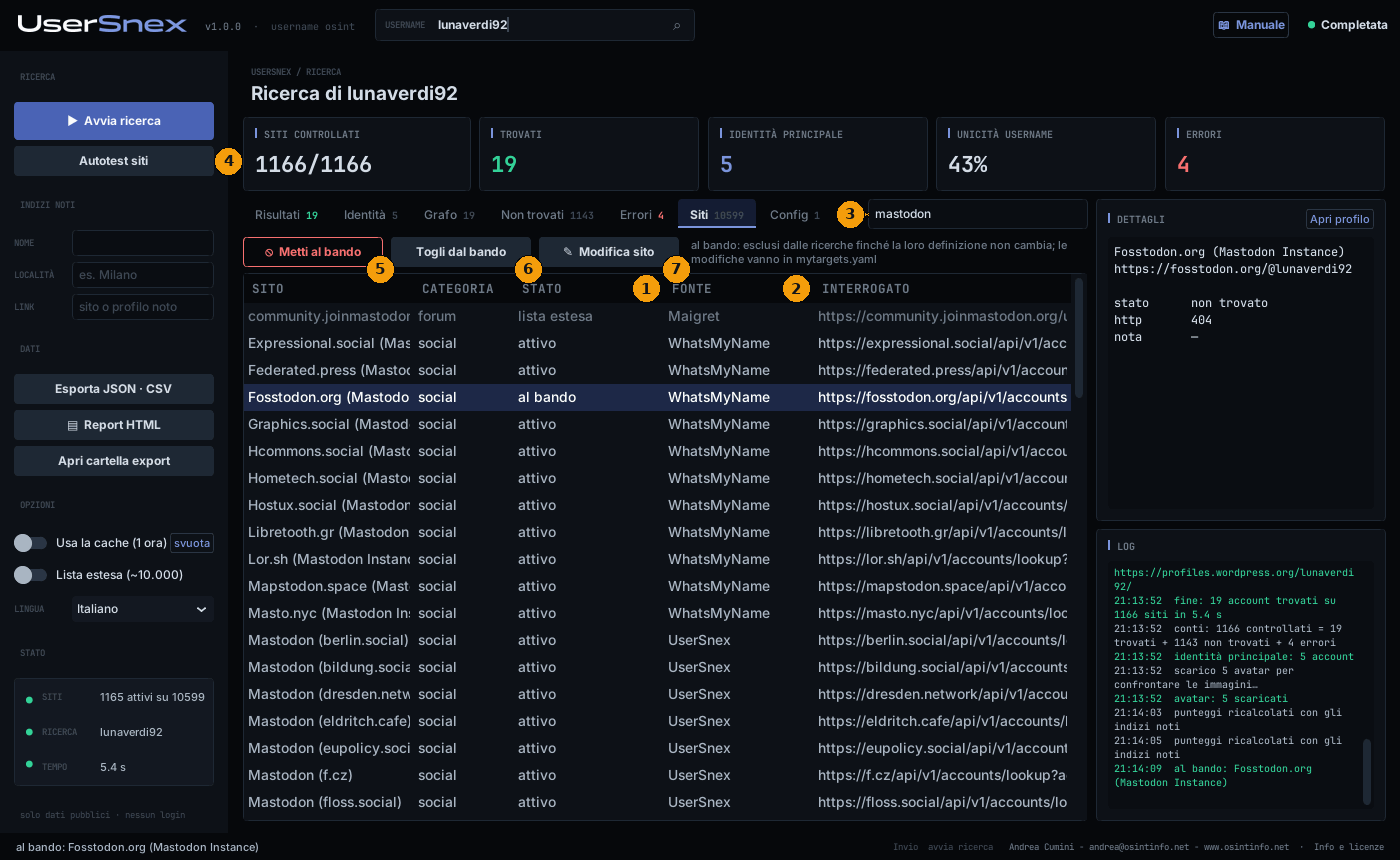 UserSnex v1.0.0 · username osint USERNAME lunaverdi92 Manuale Completata
RICERCA
▶ Avvia ricerca
Autotest siti
INDIZI NOTI
NOME
LOCALITÀ es. Milano
LINK sito o profilo noto
DATI
Esporta JSON · CSV
Report HTML
Apri cartella export
OPZIONI
Usa la cache (1 ora) svuota
Lista estesa (~10.000)
LINGUA Italiano
STATO
SITI 1165 attivi su 10599
RICERCA lunaverdi92
TEMPO 5.4 s
solo dati pubblici · nessun login
USERSNEX / RICERCA
Ricerca di lunaverdi92
SITI CONTROLLATI
1166/1166
TROVATI
19
IDENTITÀ PRINCIPALE
5
UNICITÀ USERNAME
43%
ERRORI
4
4
Risultati 19 Identità 5 Grafo 19 Non trovati 1143 Errori 4 Siti 10599 Config 1 3 mastodon
Metti al bando Togli dal bando Modifica sito
al bando: esclusi dalle ricerche finché la loro definizione non cambia; le
modifiche vanno in mytargets.yaml
5 6 7
SITO CATEGORIA STATO 1 FONTE 2 INTERROGATO
community.joinmastodon forum lista estesa Maigret https://community.joinmastodon.org/u
Expressional.social (Mas social attivo WhatsMyName https://expressional.social/api/v1/acc
Federated.press (Mastoc social attivo WhatsMyName https://federated.press/api/v1/accoun
Fosstodon.org (Mastodo social al bando WhatsMyName https://fosstodon.org/api/v1/accounts
Graphics.social (Mastod social attivo WhatsMyName https://graphics.social/api/v1/account
Hcommons.social (Mast social attivo WhatsMyName https://hcommons.social/api/v1/accou
Hometech.social (Masto social attivo WhatsMyName https://hometech.social/api/v1/accoun
Hostux.social (Mastodon social attivo WhatsMyName https://hostux.social/api/v1/accounts/
Libretooth.gr (Mastodon social attivo WhatsMyName https://libretooth.gr/api/v1/accounts/l
Lor.sh (Mastodon Instanc social attivo WhatsMyName https://lor.sh/api/v1/accounts/lookup?
Mapstodon.space (Mast social attivo WhatsMyName https://mapstodon.space/api/v1/acco
Masto.nyc (Mastodon In social attivo WhatsMyName https://masto.nyc/api/v1/accounts/loo
Mastodon (berlin.social) social attivo UserSnex https://berlin.social/api/v1/accounts/l
Mastodon (bildung.socia social attivo UserSnex https://bildung.social/api/v1/accounts
Mastodon (dresden.netw social attivo UserSnex https://dresden.network/api/v1/accou
Mastodon (eldritch.cafe) social attivo UserSnex https://eldritch.cafe/api/v1/accounts/l
Mastodon (eupolicy.soci social attivo UserSnex https://eupolicy.social/api/v1/account
Mastodon (f.cz) social attivo UserSnex https://f.cz/api/v1/accounts/lookup?a
Mastodon (floss.social) social attivo UserSnex https://floss.social/api/v1/accounts/lo
DETTAGLI Apri profilo
Fosstodon.org (Mastodon Instance)
https://fosstodon.org/@lunaverdi92
stato non trovato
http 404
nota —
LOG
https://profiles.wordpress.org/lunaverdi
92/
21:13:52 fine: 19 account trovati su
1166 siti in 5.4 s
21:13:52 conti: 1166 controllati = 19
trovati + 1143 non trovati + 4 errori
21:13:52 identità principale: 5 account
21:13:52 scarico 5 avatar per
confrontare le immagini…
21:13:52 avatar: 5 scaricati
21:14:03 punteggi ricalcolati con gli
indizi noti
21:14:05 punteggi ricalcolati con gli
indizi noti
21:14:09 al bando: Fosstodon.org
(Mastodon Instance)
al bando: Fosstodon.org (Mastodon Instance) Invio avvia ricerca Andrea Cumini - andrea@osintinfo.net - www.osintinfo.net · Info e licenze